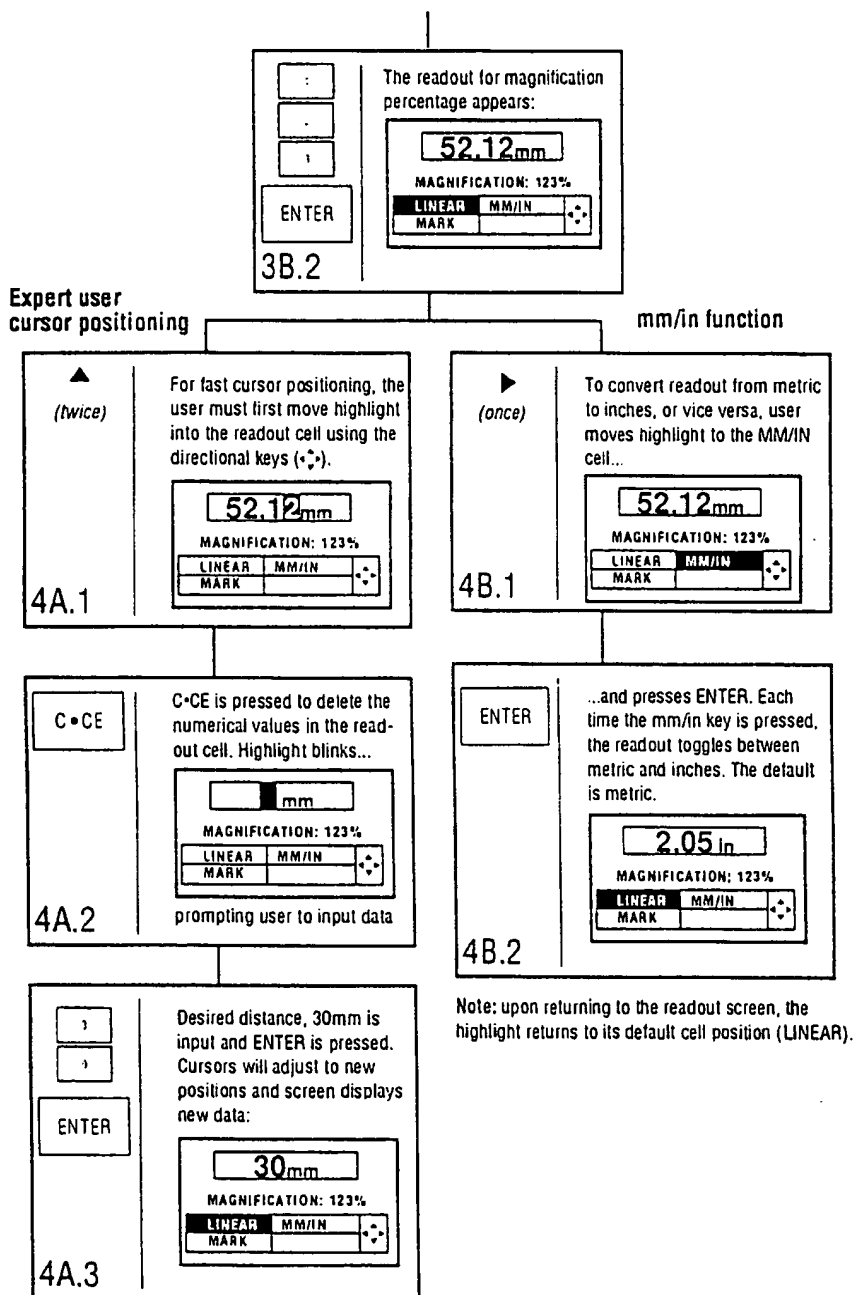 The readout for magnification
percentage appears:
52.12mm
MAGNIFICATION: 123%
LINEAR MM/IN
MARK
ENTER
3B.2
Expert user
cursor positioning
mm/in function
(twice)
For fast cursor positioning, the
user must first move highlight
into the readout cell using the
directional keys ( ).
52.12mm
MAGNIFICATION: 123%
LINEAR MM/IN
MARK
4A.1
(once)
To convert readout from metric
to inches, or vice versa, user
moves highlight to the MM/IN
cell...
52.12mm
MAGNIFICATION: 123%
LINEAR MM/IN
MARK
4B.1
C•CE
C•CE is pressed to delete the
numerical values in the read-
out cell. Highlight blinks...
mm
MAGNIFICATION: 123%
LINEAR MM/IN
MARK
prompting user to input data
4A.2
ENTER
...and presses ENTER. Each
time the mm/in key is pressed,
the readout toggles between
metric and inches. The default
is metric.
2.05 in
MAGNIFICATION: 123%
LINEAR MM/IN
MARK
4B.2
Note: upon returning to the readout screen, the
highlight returns to its default cell position (LINEAR).
ENTER
Desired distance, 30mm is
input and ENTER is pressed.
Cursors will adjust to new
positions and screen displays
new data:
30mm
MAGNIFICATION: 123%
LINEAR MM/IN
MARK
4A.3